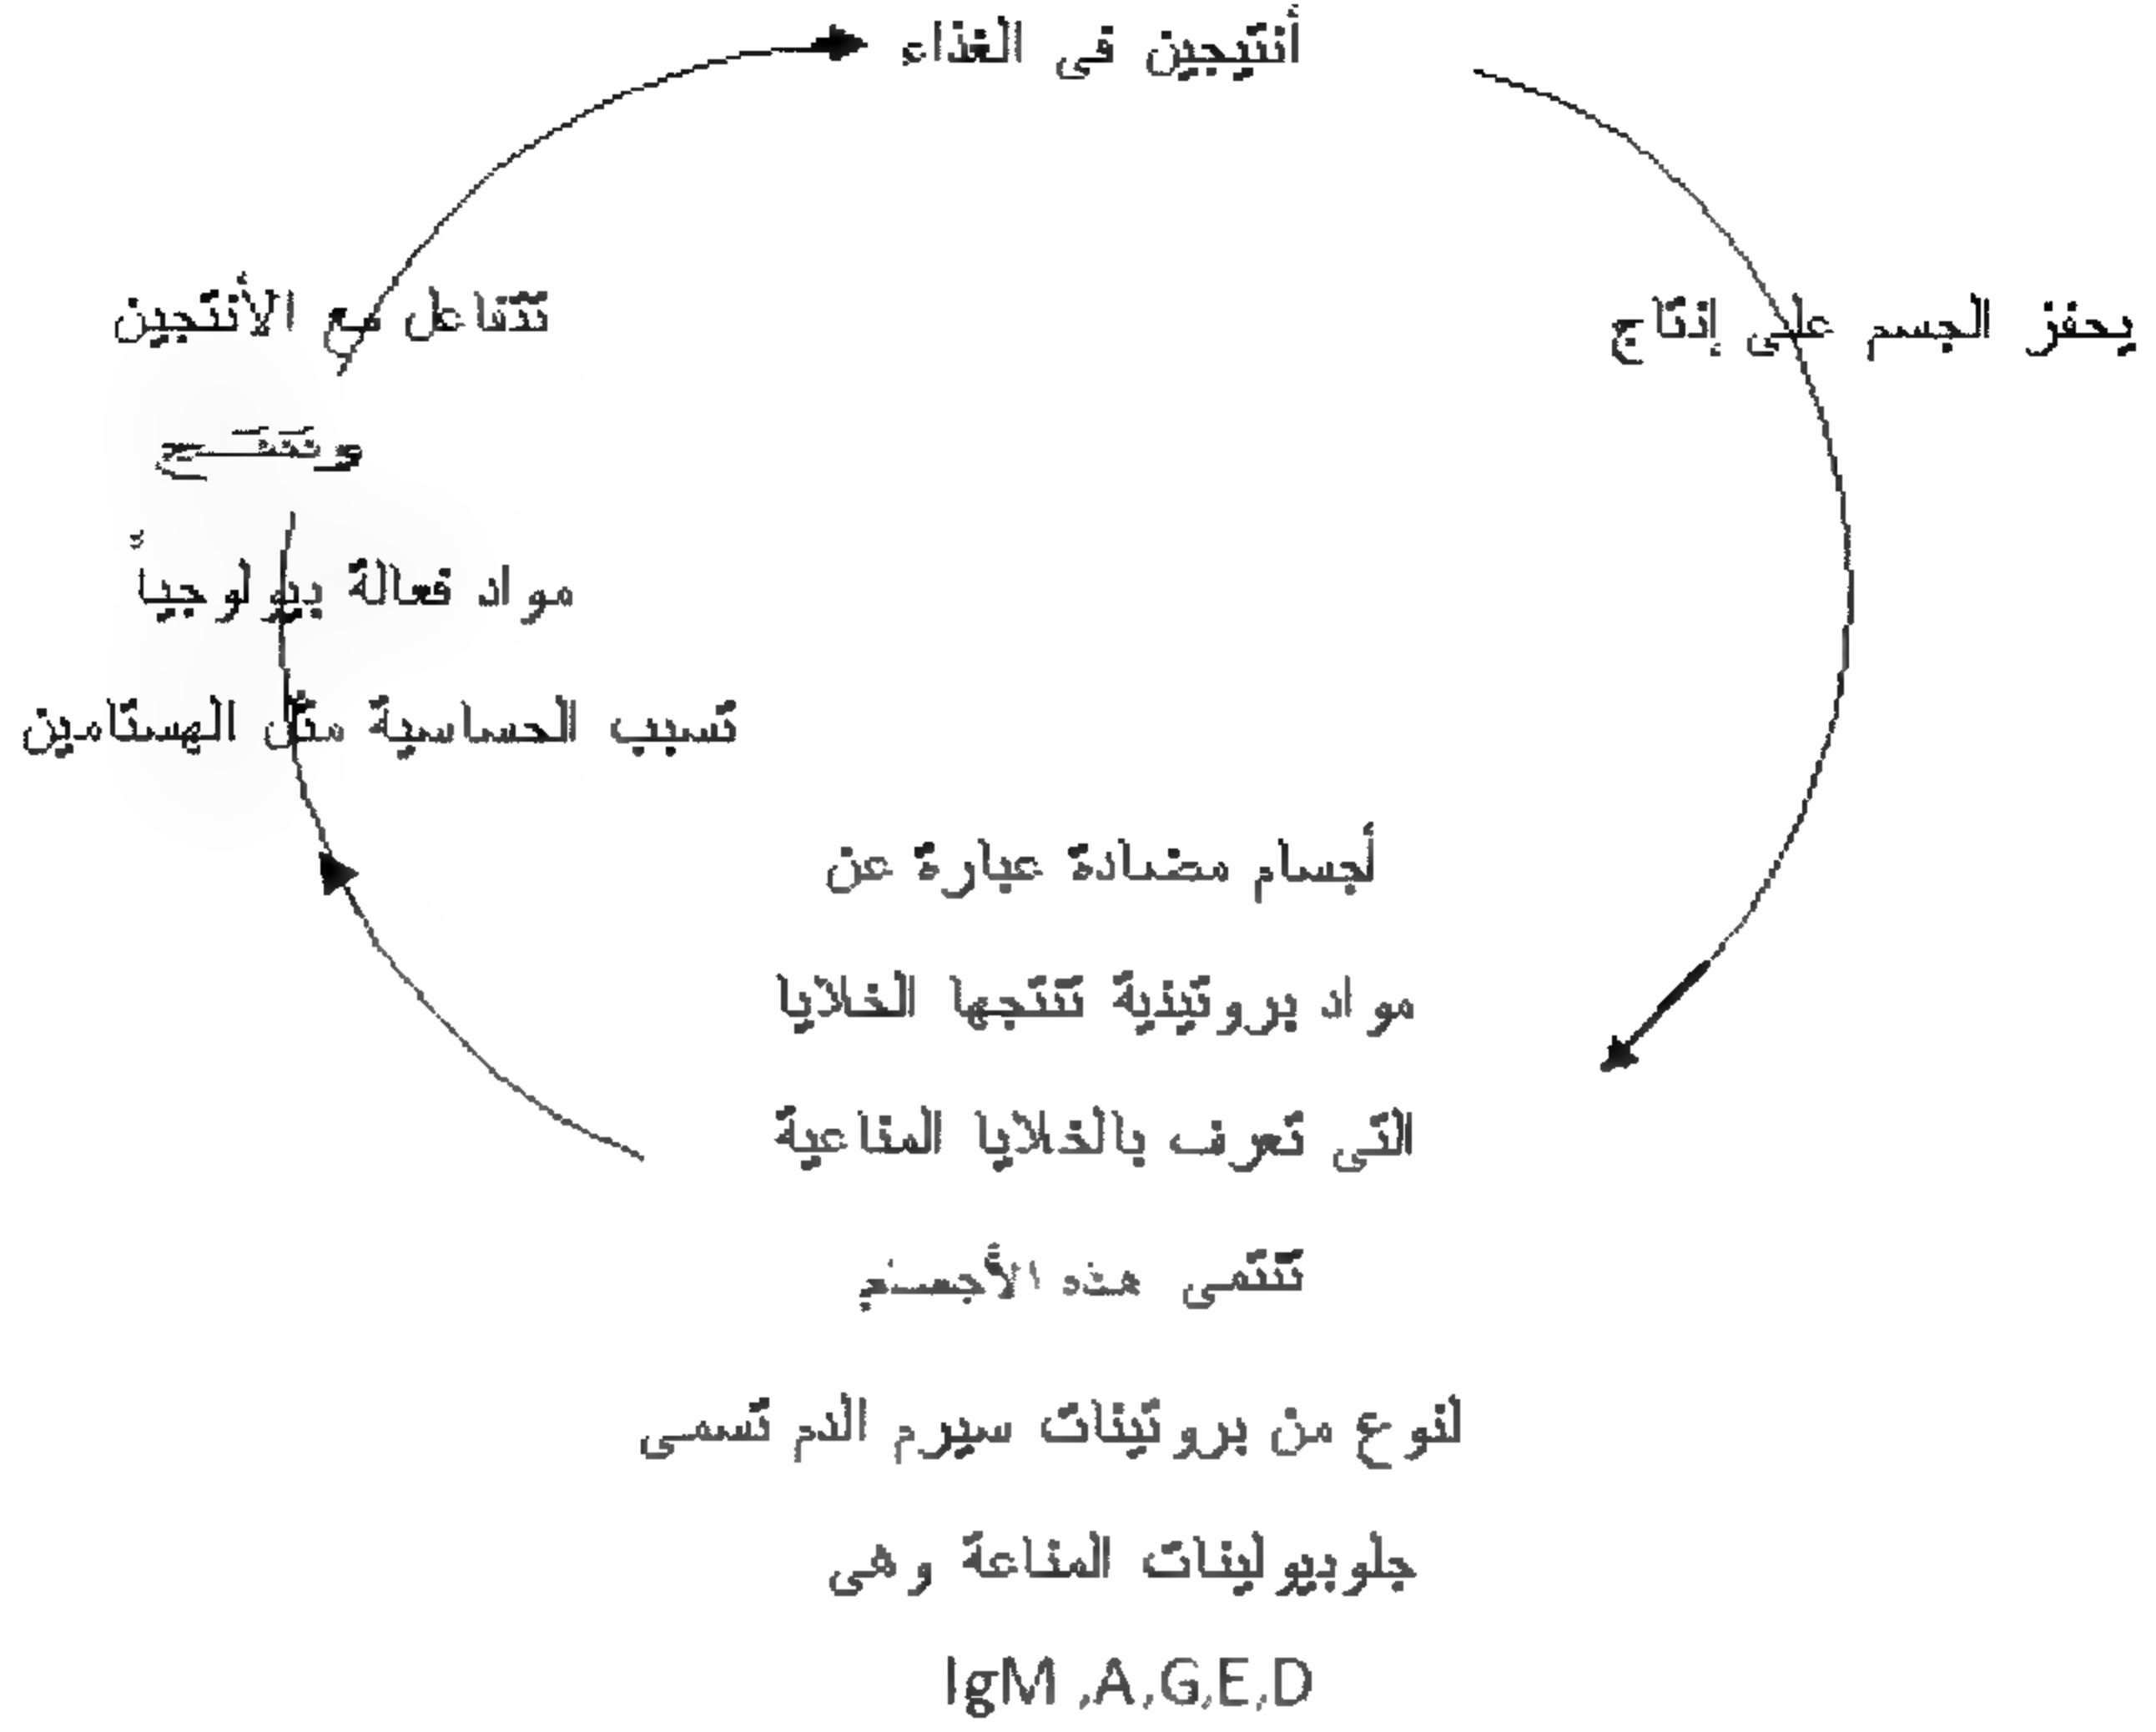 أنتيجين فى الغذاء
يحفز الجسم على إنتاج
أجسام مضادة عبارة عن
مواد بروتينية تنتجها الخلايا
التى تعرف بالخلايا المناعية
تنتمى هذه الأجسام
لنوع من بروتينات سيرم الدم تسمى
جلوبيولينات المناعة وهى
IgM ,A,G,E,D
تتفاعل مع الأنتجين
وتنتج
مواد فعالة بيولوجياً
تسبب الحساسية مثل الهستامين